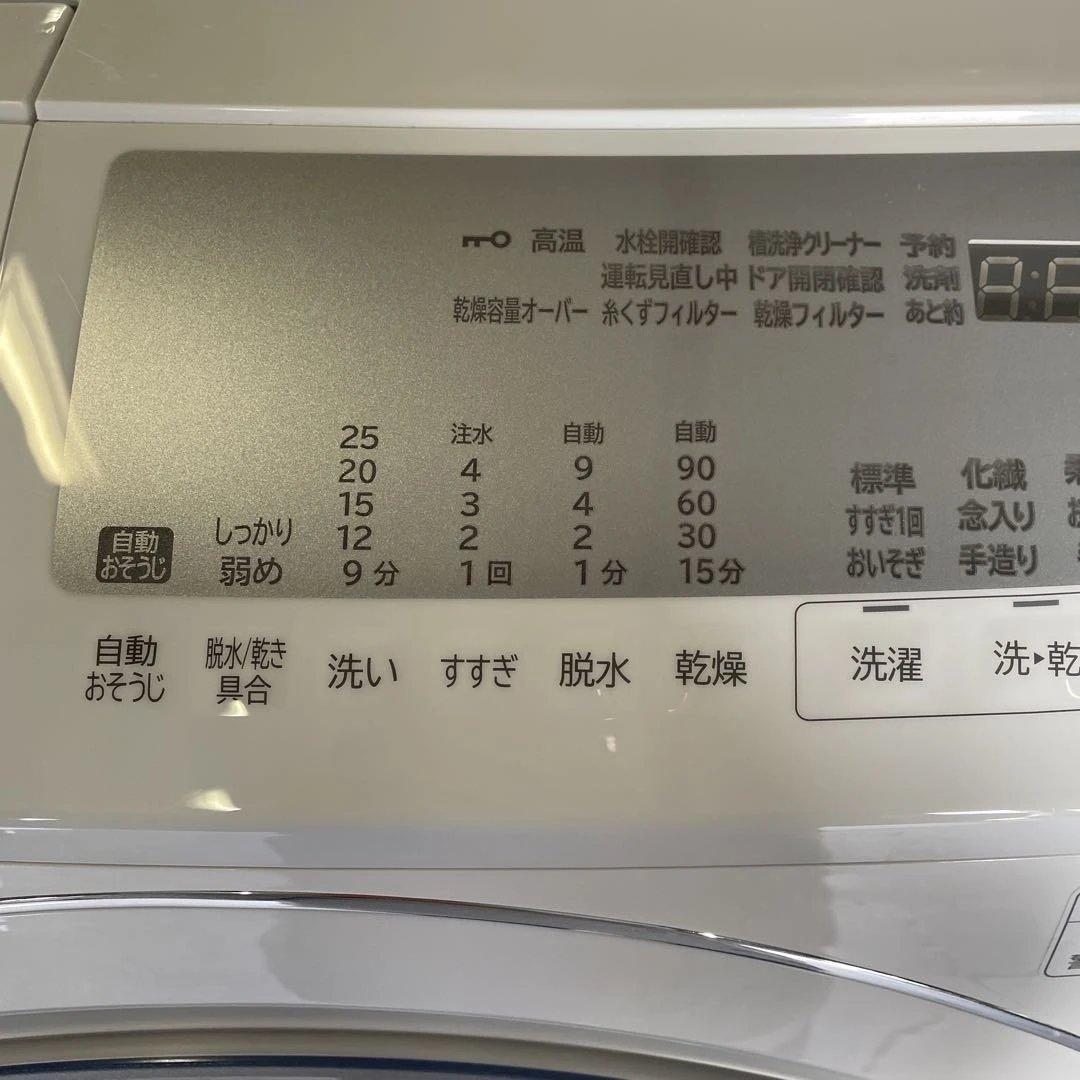 高温 水栓開確認 槽洗浄クリーナー 予約
運転見直し中 ドア開閉確認 洗剤
乾燥容量オーバー 糸くずフィルター 乾燥フィルター あと約
25 注水 自動 自動
20 4 9 90 標準 化繊
15 3 4 60 すすぎ1回 念入り
自動おそうじ しっかり 12 2 2 30
弱め 9分 1回 1分 15分 おいそぎ 手造り
自動おそうじ 脱水/乾き具合 洗い すすぎ 脱水 乾燥 洗濯 洗▸乾